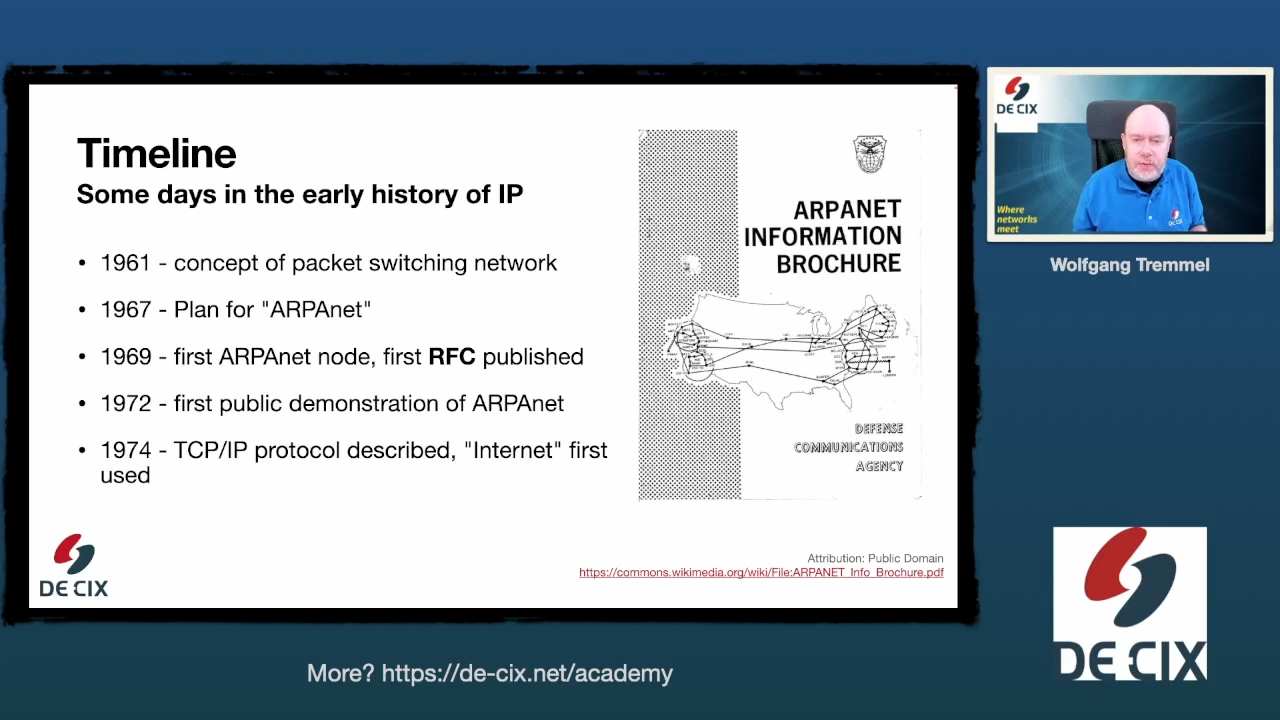 Timeline
Some days in the early history of IP
• 1961 - concept of packet switching network
• 1967 - Plan for "ARPAnet"
• 1969 - first ARPAnet node, first RFC published
• 1972 - first public demonstration of ARPAnet
• 1974 - TCP/IP protocol described, "Internet" first
used
ARPANET
INFORMATION
BROCHURE
DEFENSE
COMMUNICATIONS
AGENCY
Attribution: Public Domain
https://commons.wikimedia.org/wiki/File:ARPANET_Info_Brochure.pdf
DE CIX
DE CIX
Where
networks
meet
DE CIX
Wolfgang Tremmel
DE CIX
More? https://de-cix.net/academy